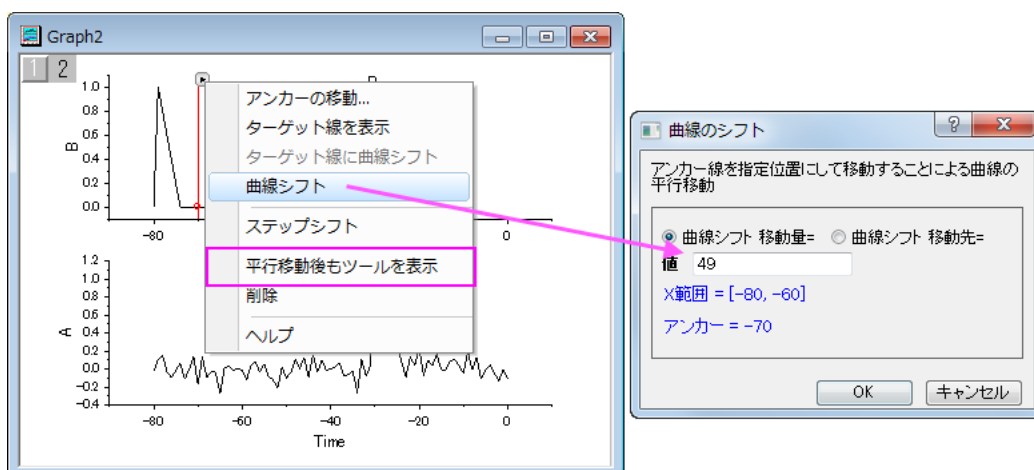 Graph2
1 2
1.0
0.8
0.6
0.4
0.2
0.0
B
-80
0
アンカーの移動...
ターゲット線を表示
ターゲット線に曲線シフト
曲線シフト
ステップシフト
平行移動後もツールを表示
削除
ヘルプ
1.2
1.0
0.8
0.6
0.4
0.2
0.0
-0.2
-0.4
A
-80
-60
-40
-20
0
Time
曲線のシフト
?
アンカー線を指定位置にして移動することによる曲線の
平行移動
曲線シフト 移動量= 曲線シフト 移動先=
値 49
X範囲 = [-80, -60]
アンカー = -70
OK キャンセル